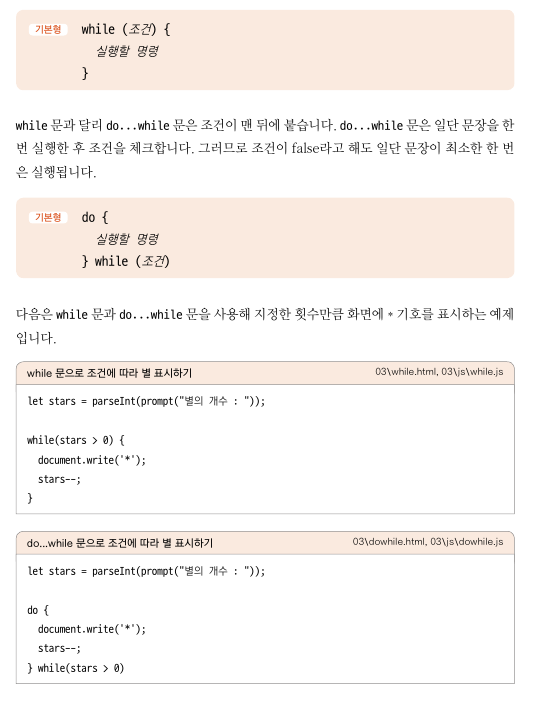 기본형 while (조건) {
실행할 명령
}
while 문과 달리 do...while 문은 조건이 맨 뒤에 붙습니다. do...while 문은 일단 문장을 한
번 실행한 후 조건을 체크합니다. 그러므로 조건이 false라고 해도 일단 문장이 최소한 한 번
은 실행됩니다.
기본형 do {
실행할 명령
} while (조건)
다음은 while 문과 do...while 문을 사용해 지정한 횟수만큼 화면에 * 기호를 표시하는 예제
입니다.
while 문으로 조건에 따라 별 표시하기 03\while.html, 03\js\while.js
let stars = parseInt(prompt("별의 개수 : "));
while(stars > 0) {
document.write('*');
stars--;
}
do...while 문으로 조건에 따라 별 표시하기 03\dowhile.html, 03\js\dowhile.js
let stars = parseInt(prompt("별의 개수 : "));
do {
document.write('*');
stars--;
} while(stars > 0)